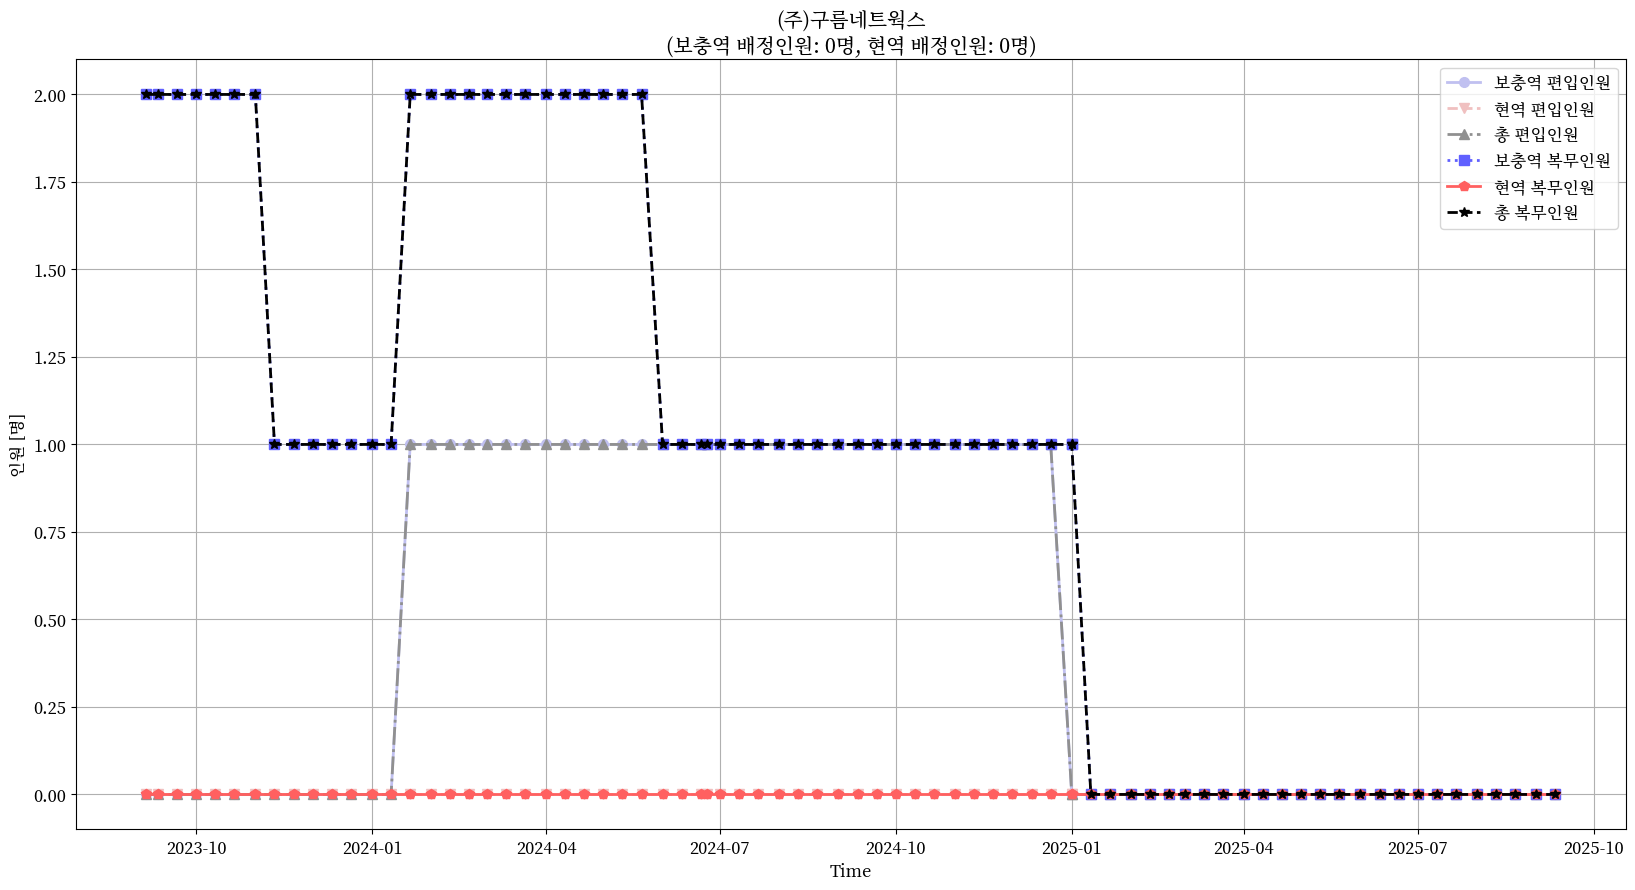 (주)구름네트웍스
(보충역 배정인원: 0명, 현역 배정인원: 0명)
보충역 편입인원
현역 편입인원
총 편입인원
보충역 복무인원
현역 복무인원
총 복무인원
인원 [명]
2.00
1.75
1.50
1.25
1.00
0.75
0.50
0.25
0.00
2023-10
2024-01
2024-04
2024-07
2024-10
2025-01
2025-04
2025-07
2025-10
Time